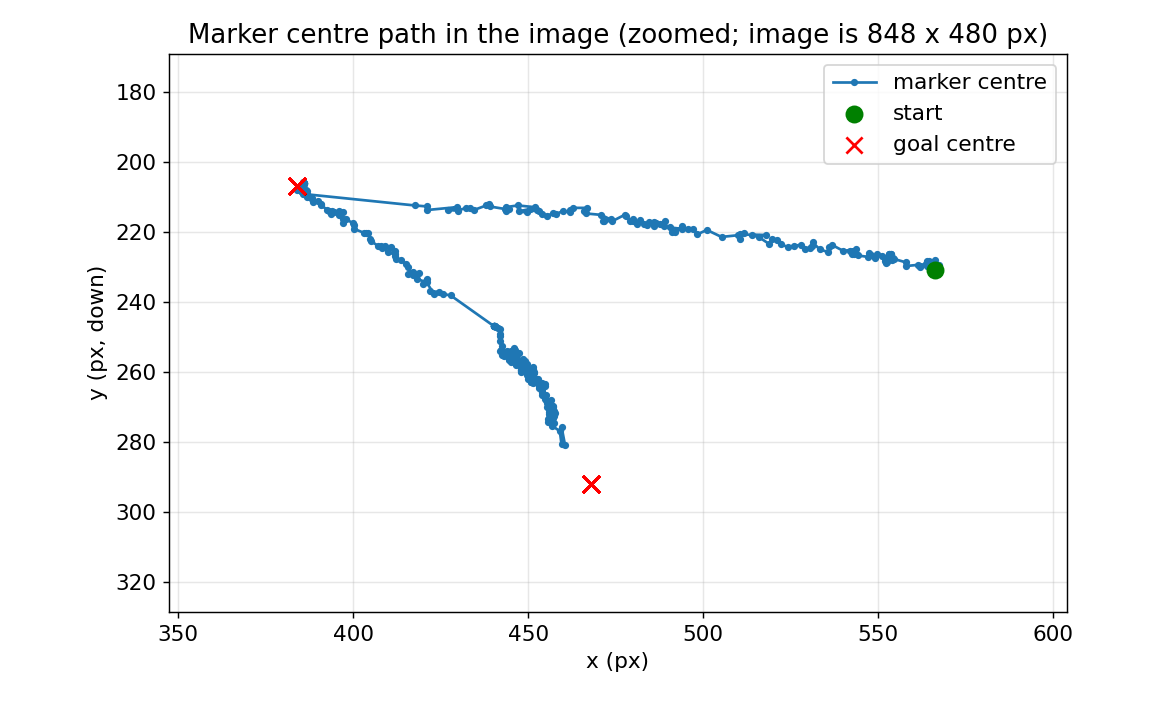 Marker centre path in the image (zoomed; image is 848 x 480 px)
marker centre
start
goal centre
y (px, down)
180
200
220
240
260
280
300
320
350
400
450
500
550
600
x (px)